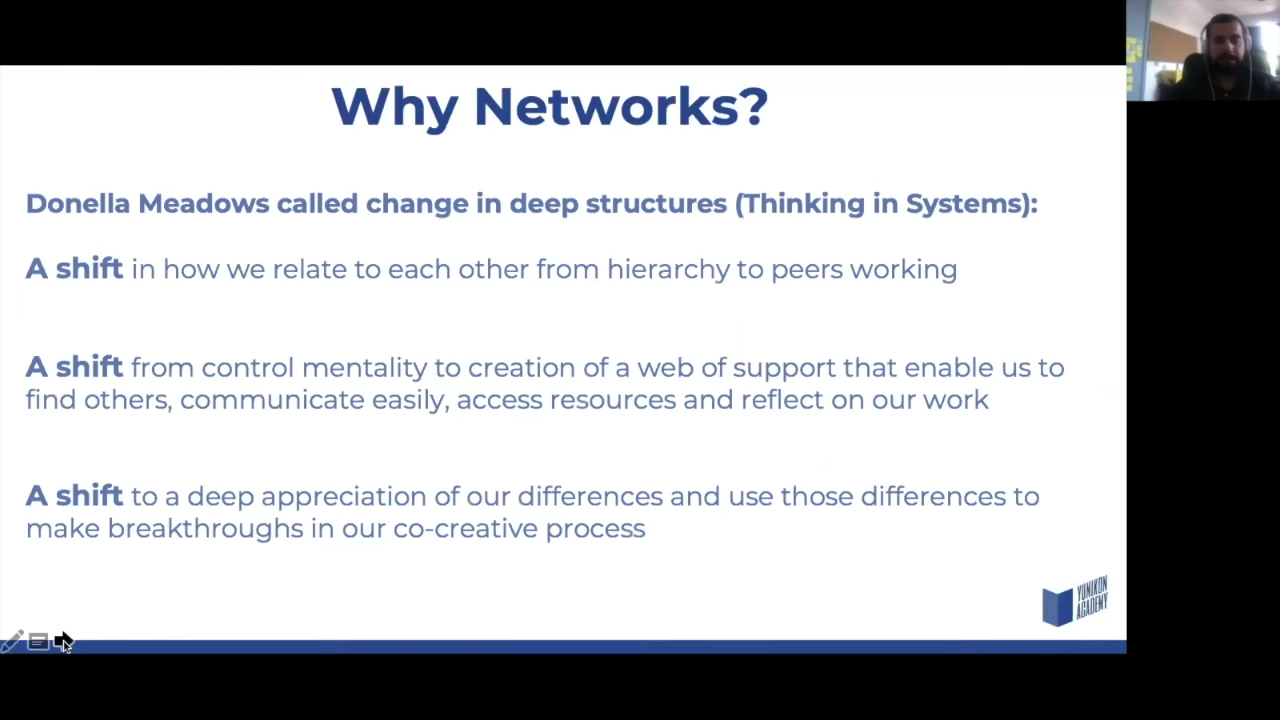 Why Networks?
Donella Meadows called change in deep structures (Thinking in Systems):
A shift in how we relate to each other from hierarchy to peers working
A shift from control mentality to creation of a web of support that enable us to
find others, communicate easily, access resources and reflect on our work
A shift to a deep appreciation of our differences and use those differences to
make breakthroughs in our co-creative process
YUNIKON
ACADEMY